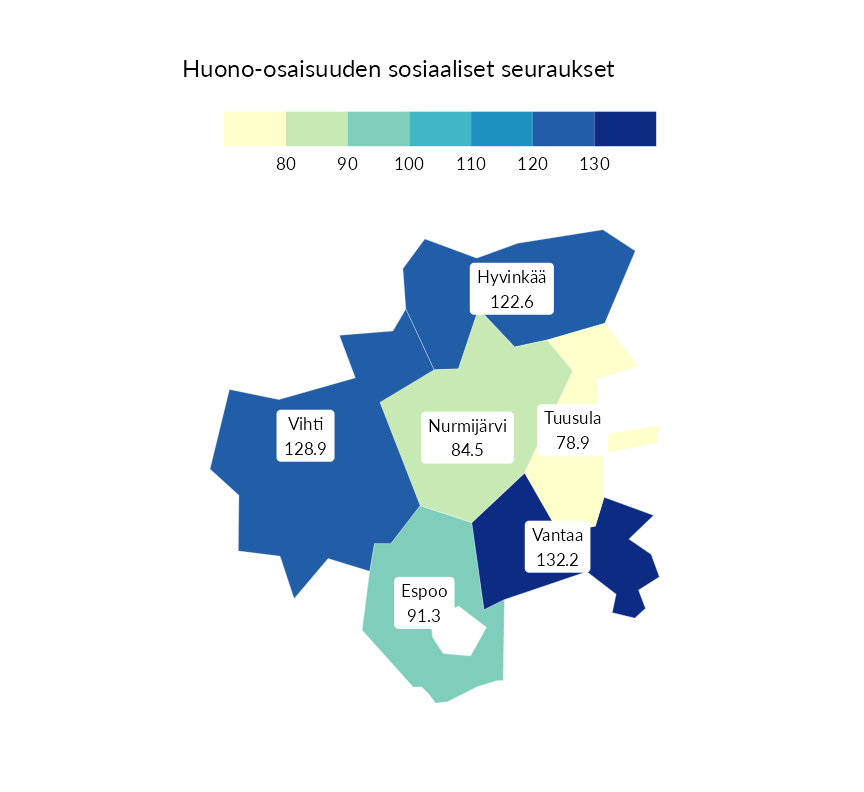 Huono-osaisuuden sosiaaliset seuraukset
80 90 100 110 120 130
Hyvinkää
122.6
Vihti
128.9
Nurmijärvi
84.5
Tuusula
78.9
Vantaa
132.2
Espoo
91.3